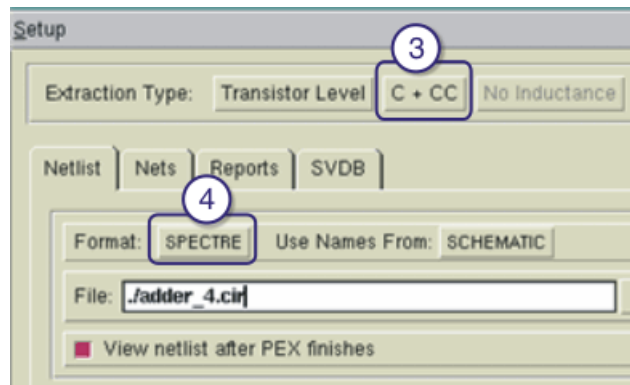 Setup
3
Extraction Type: Transistor Level C + CC No Inductance
Netlist Nets Reports SVDB
4
Format: SPECTRE Use Names From: SCHEMATIC
File: ./adder_4.cir
View netlist after PEX finishes